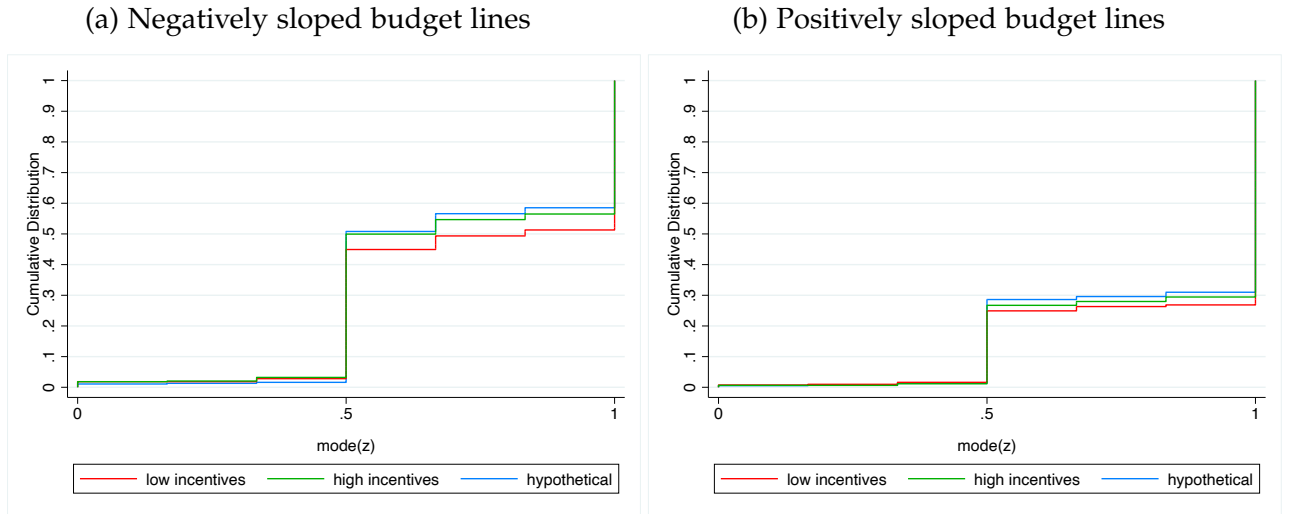 (a) Negatively sloped budget lines
Cumulative Distribution
1
.9
.8
.7
.6
.5
.4
.3
.2
.1
0
0 .5 1
mode(z)
low incentives high incentives hypothetical
(b) Positively sloped budget lines
Cumulative Distribution
1
.9
.8
.7
.6
.5
.4
.3
.2
.1
0
0 .5 1
mode(z)
low incentives high incentives hypothetical